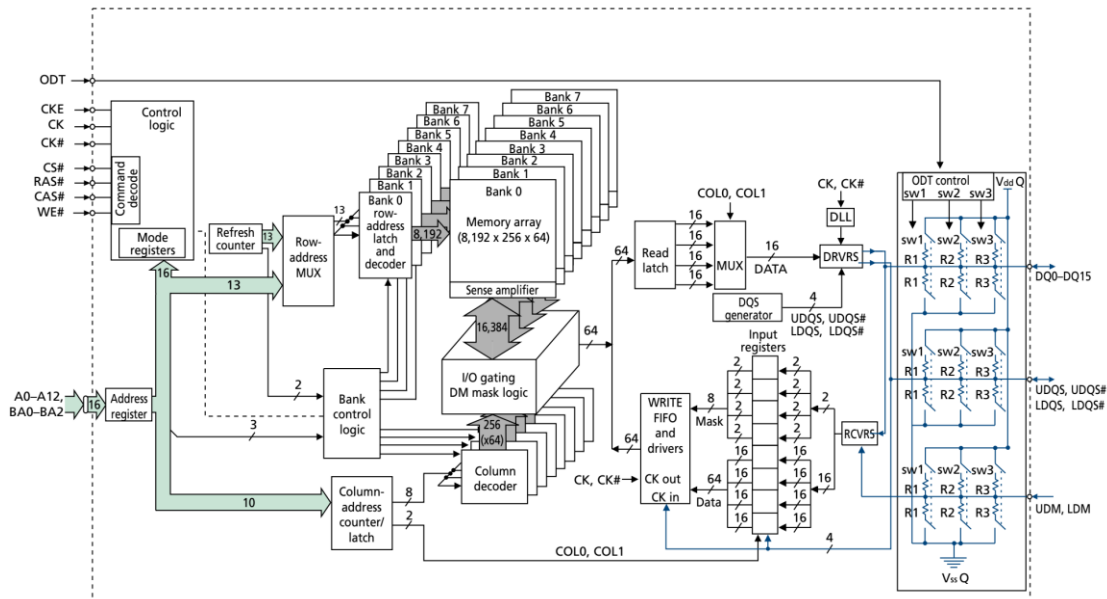 ODT
CKE
CK
CK#
CS#
RAS#
CAS#
WE#
Control
logic
Command
decode
Mode
registers
Refresh
counter
13
Row-
address
MUX
13
16
13
A0–A12,
BA0–BA2
16
Address
register
2
3
10
Bank
control
logic
Column-
address
counter/
latch
8
2
COL0, COL1
Bank 7
Bank 6
Bank 5
Bank 4
Bank 3
Bank 2
Bank 1
Bank 0
row-
address
latch
and
decoder
8,192
Bank 7
Bank 6
Bank 5
Bank 4
Bank 3
Bank 2
Bank 1
Bank 0
Memory array
(8,192 x 256 x 64)
Sense amplifier
16,384
I/O gating
DM mask logic
256
(x64)
Column
decoder
64
64
64
Read
latch
16
16
16
16
COL0, COL1
MUX
16
DATA
CK, CK#
DLL
DRVRS
DQS
generator
4
UDQS, UDQS#
LDQS, LDQS#
Input
registers
WRITE
FIFO
and
drivers
CK out
CK in
CK, CK#
8
Mask
64
Data
2
2
2
2
16
16
16
16
2
2
2
2
16
16
16
16
2
16
RCVRS
4
ODT control
VddQ
sw1 sw2 sw3
sw1 sw2 sw3
R1 R2 R3
R1 R2 R3
DQ0–DQ15
sw1 sw2 sw3
R1 R2 R3
R1 R2 R3
UDQS, UDQS#
LDQS, LDQS#
sw1 sw2 sw3
R1 R2 R3
R1 R2 R3
UDM, LDM
VssQ